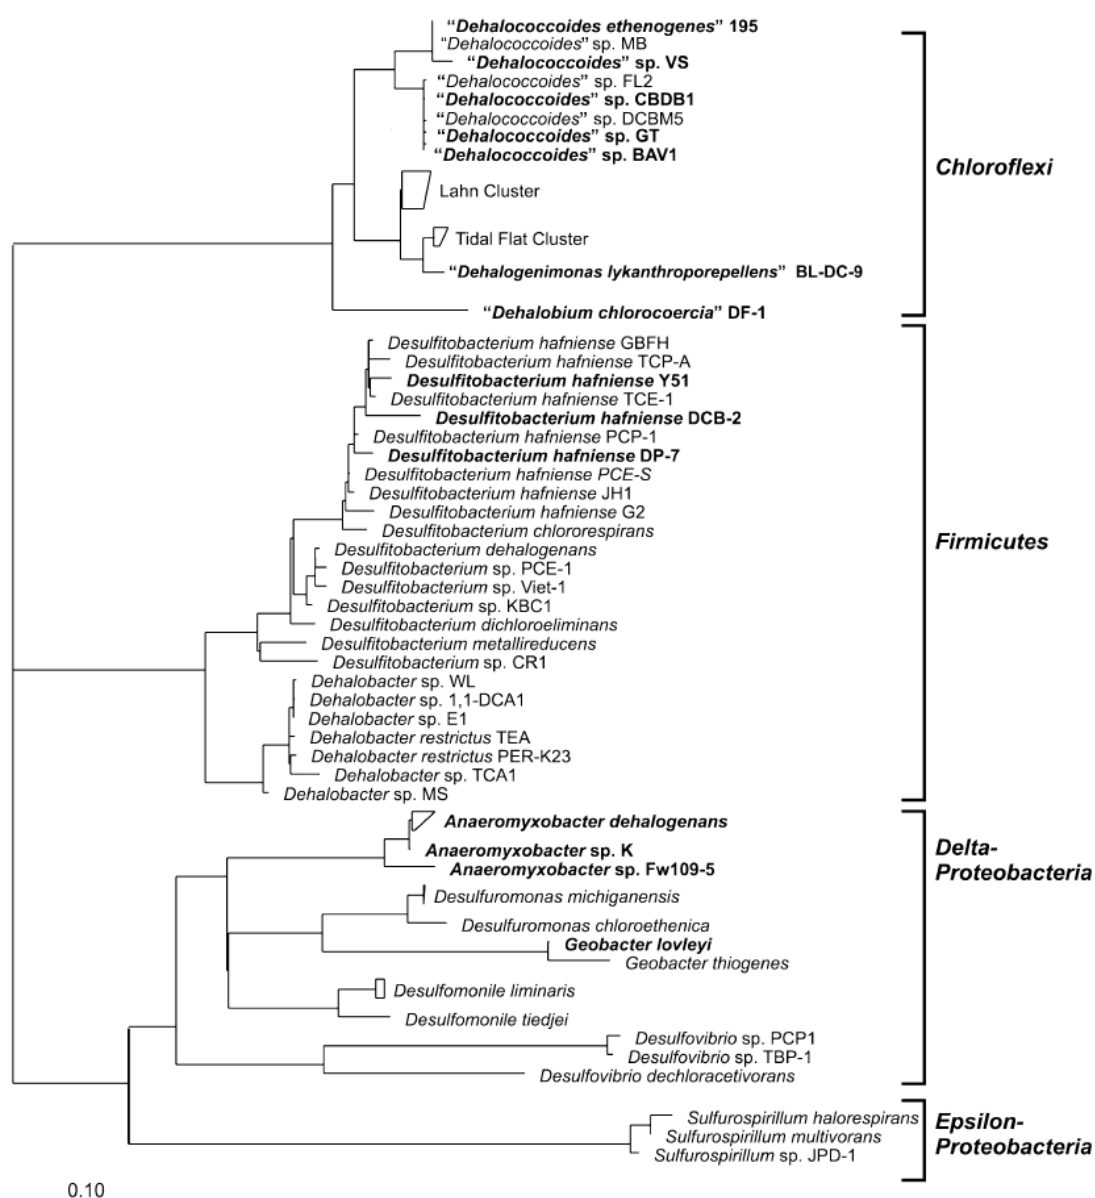 “Dehalococcoides ethenogenes” 195
“Dehalococcoides” sp. MB
“Dehalococcoides” sp. VS
“Dehalococcoides” sp. FL2
“Dehalococcoides” sp. CBDB1
“Dehalococcoides” sp. DCBM5
“Dehalococcoides” sp. GT
“Dehalococcoides” sp. BAV1
Chloroflexi
Lahn Cluster
Tidal Flat Cluster
“Dehalogenimonas lykanthroporepellens” BL-DC-9
“Dehalobium chlorocoercia” DF-1
Desulfitobacterium hafniense GBFH
Desulfitobacterium hafniense TCP-A
Desulfitobacterium hafniense Y51
Desulfitobacterium hafniense TCE-1
Desulfitobacterium hafniense DCB-2
Desulfitobacterium hafniense PCP-1
Desulfitobacterium hafniense DP-7
Desulfitobacterium hafniense PCE-S
Desulfitobacterium hafniense JH1
Desulfitobacterium hafniense G2
Desulfitobacterium chlororespirans
Firmicutes
Desulfitobacterium dehalogenans
Desulfitobacterium sp. PCE-1
Desulfitobacterium sp. Viet-1
Desulfitobacterium sp. KBC1
Desulfitobacterium dichloroeliminans
Desulfitobacterium metallireducens
Desulfitobacterium sp. CR1
Dehalobacter sp. WL
Dehalobacter sp. 1,1-DCA1
Dehalobacter sp. E1
Dehalobacter restrictus TEA
Dehalobacter restrictus PER-K23
Dehalobacter sp. TCA1
Dehalobacter sp. MS
Anaeromyxobacter dehalogenans
Anaeromyxobacter sp. K
Anaeromyxobacter sp. Fw109-5
Delta-
Proteobacteria
Desulfuromonas michiganensis
Desulfuromonas chloroethenica
Geobacter lovleyi
Geobacter thiogenes
Desulfomonile liminaris
Desulfomonile tiedjei
Desulfovibrio sp. PCP1
Desulfovibrio sp. TBP-1
Desulfovibrio dechloracetivorans
Sulfurospirillum halorespirans
Sulfurospirillum multivorans
Sulfurospirillum sp. JPD-1
Epsilon-
Proteobacteria
0.10